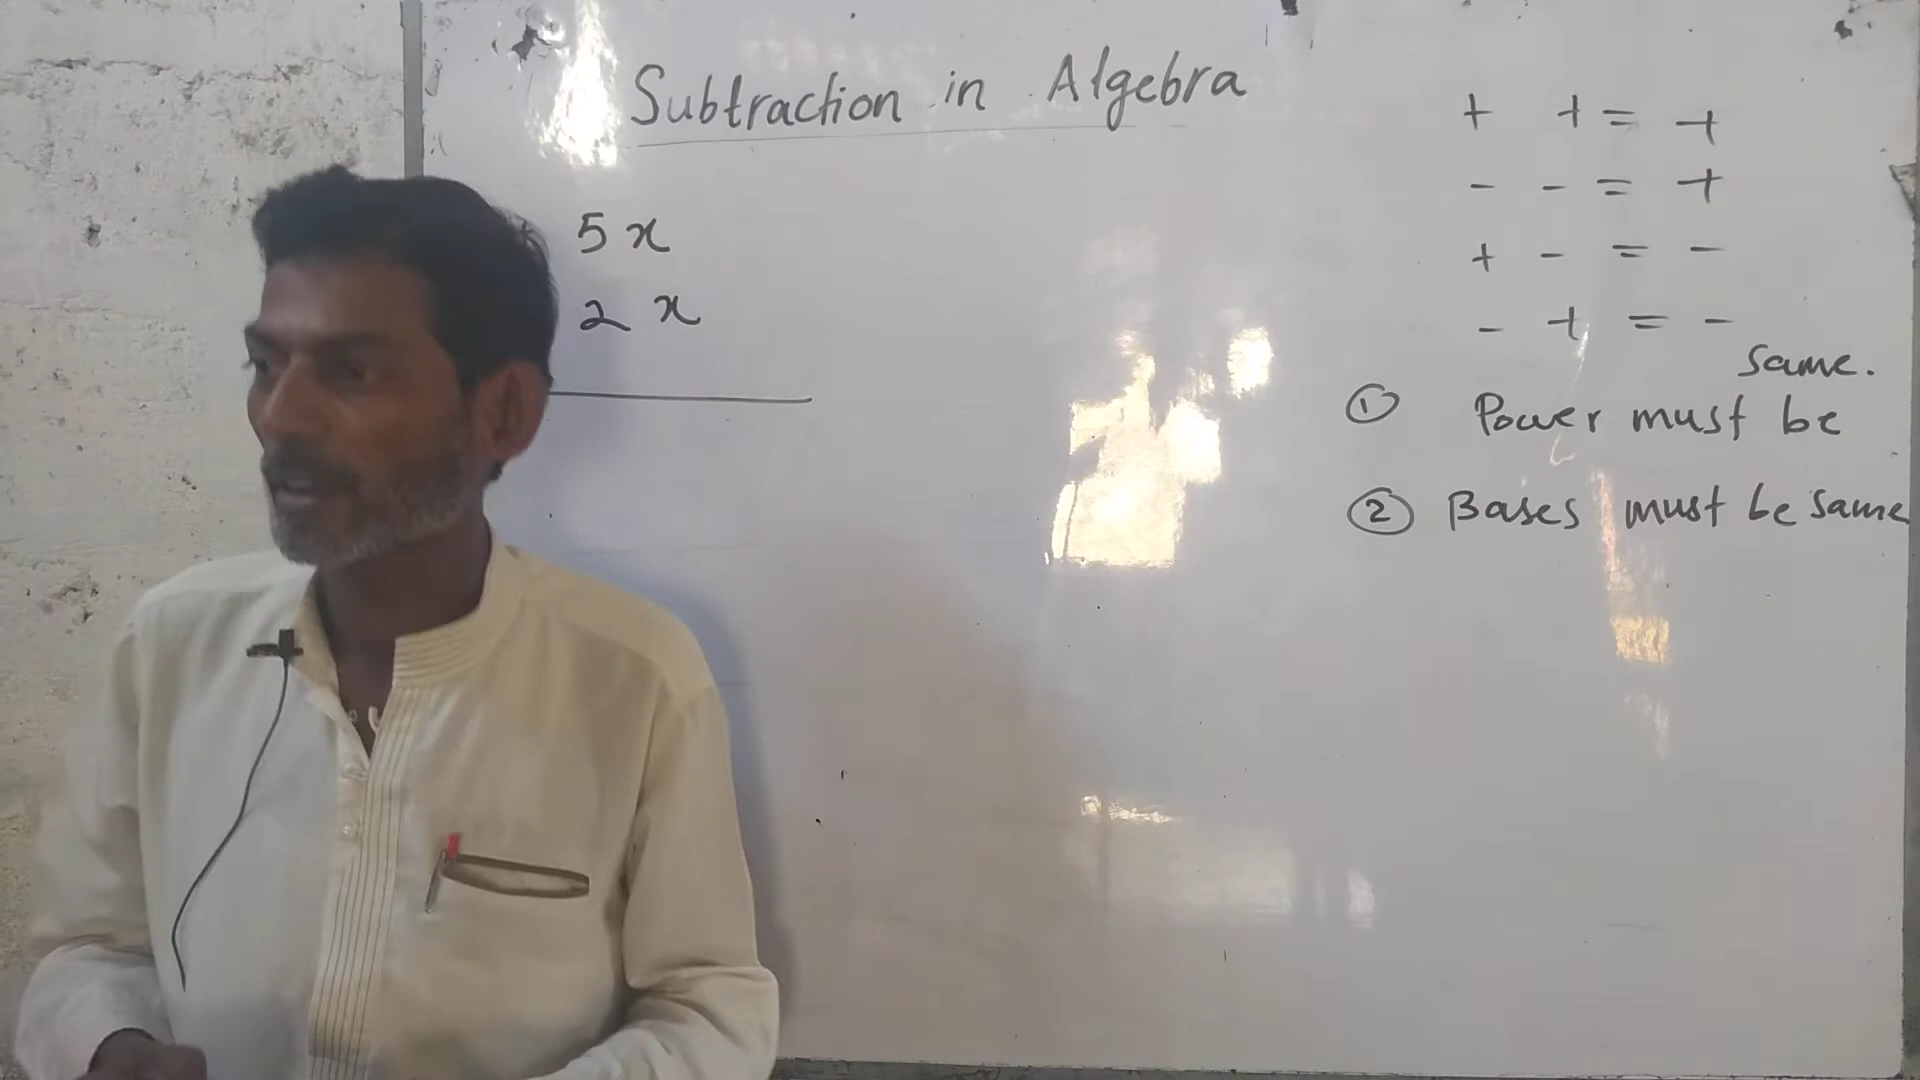 Subtraction in Algebra
5x
2x
+ + = +
- - = +
+ - = -
- + = -
same.
① Power must be
② Bases must be same